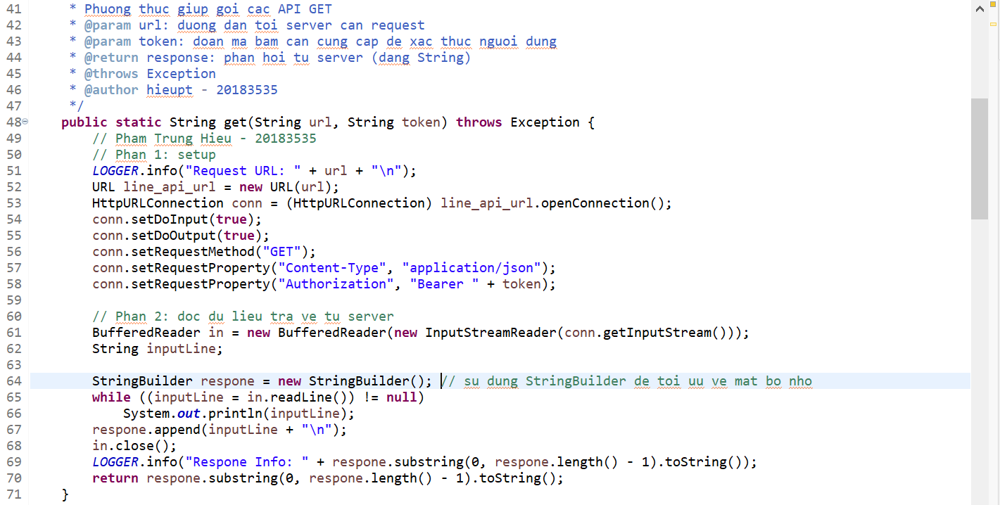 41 * Phuong thuc giup goi cac API GET
42 * @param url: duong dan toi server can request
43 * @param token: doan ma bam can cung cap de xac thuc nguoi dung
44 * @return response: phan hoi tu server (dang String)
45 * @throws Exception
46 * @author hieupt - 20183535
47 */
48 public static String get(String url, String token) throws Exception {
49 // Pham Trung Hieu - 20183535
50 // Phan 1: setup
51 LOGGER.info("Request URL: " + url + "\n");
52 URL line_api_url = new URL(url);
53 HttpURLConnection conn = (HttpURLConnection) line_api_url.openConnection();
54 conn.setDoInput(true);
55 conn.setDoOutput(true);
56 conn.setRequestMethod("GET");
57 conn.setRequestProperty("Content-Type", "application/json");
58 conn.setRequestProperty("Authorization", "Bearer " + token);
59
60 // Phan 2: doc du lieu tra ve tu server
61 BufferedReader in = new BufferedReader(new InputStreamReader(conn.getInputStream()));
62 String inputLine;
63
64 StringBuilder respone = new StringBuilder(); // su dung StringBuilder de toi uu ve mat bo nho
65 while ((inputLine = in.readLine()) != null)
66 System.out.println(inputLine);
67 respone.append(inputLine + "\n");
68 in.close();
69 LOGGER.info("Respone Info: " + respone.substring(0, respone.length() - 1).toString());
70 return respone.substring(0, respone.length() - 1).toString();
71 }